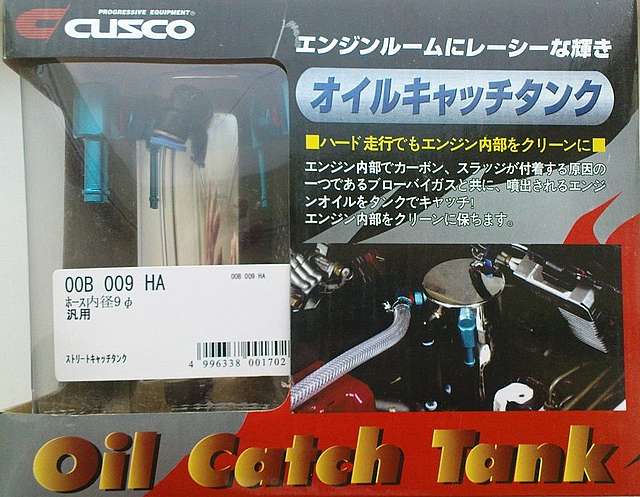 PROGRESSIVE EQUIPMENT®
CUSCO
エンジンルームにレーシーな輝き
オイルキャッチタンク
■ハード走行でもエンジン内部をクリーンに■
エンジン内部でカーボン、スラッジが付着する原因の
一つであるブローバイガスと共に、噴出されるエンジ
ンオイルをタンクでキャッチ!
エンジン内部をクリーンに保ちます。
00B 009 HA
00B 009 HA
ホース内径9φ
汎用
ストリートキャッチタンク
4 996338 001702
Oil Catch Tank